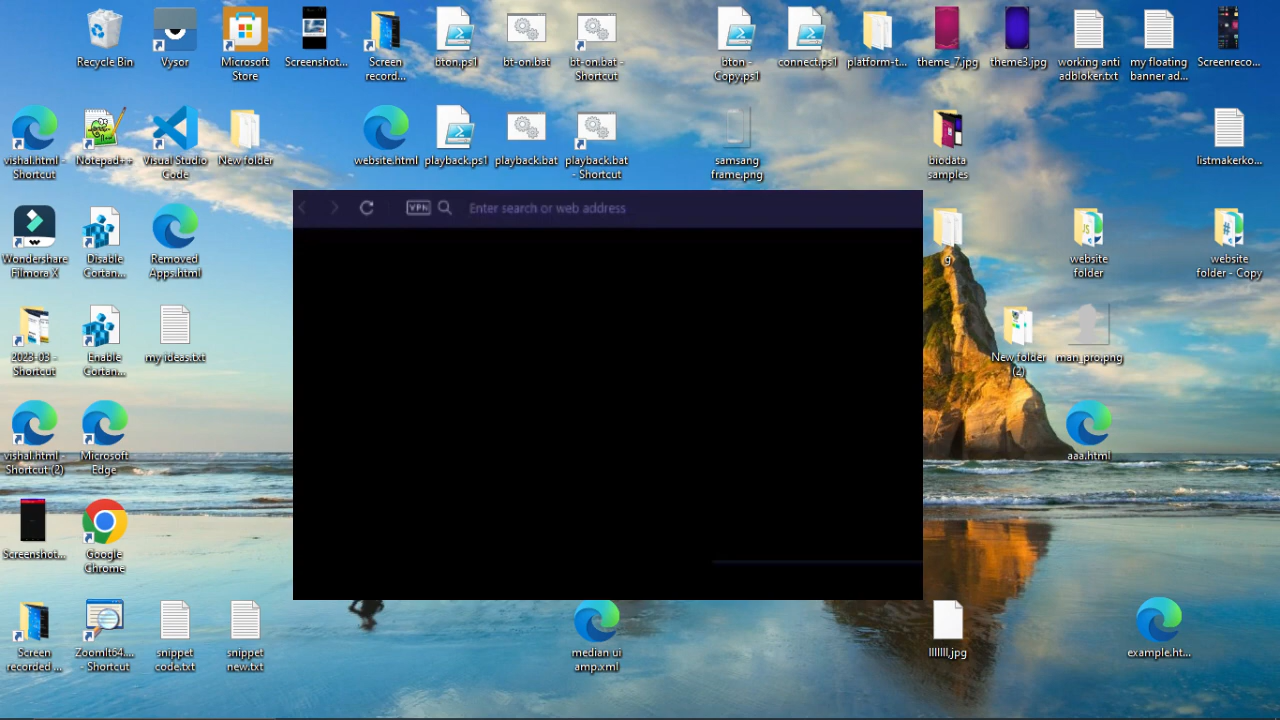 Recycle Bin
Vysor
Microsoft
Store
Screenshot...
Screen
record...
bton.ps1
bt-on.bat
bt-on.bat -
Shortcut
bton -
Copy.ps1
connect.ps1
platform-t...
theme_7.jpg
theme3.jpg
working anti
adbloker.txt
my floating
banner ad...
Screenreco...
vishal.html -
Shortcut
Notepad++
Visual Studio
Code
New folder
website.html
playback.ps1
playback.bat
playback.bat
- Shortcut
samsang
frame.png
biodata
samples
listmakerko...
VPN
Enter search or web address
Wondershare
Filmora X
Disable
Cortan...
Removed
Apps.html
g
website
folder
website
folder - Copy
2023-03 -
Shortcut
Enable
Cortan...
my ideas.txt
New folder
(2)
man_pro.png
vishal.html -
Shortcut (2)
Microsoft
Edge
aaa.html
Screenshot...
Google
Chrome
Screen
recorded ...
ZoomIt64....
- Shortcut
snippet
code.txt
snippet
new.txt
median ui
amp.xml
lllllll.jpg
example.ht...